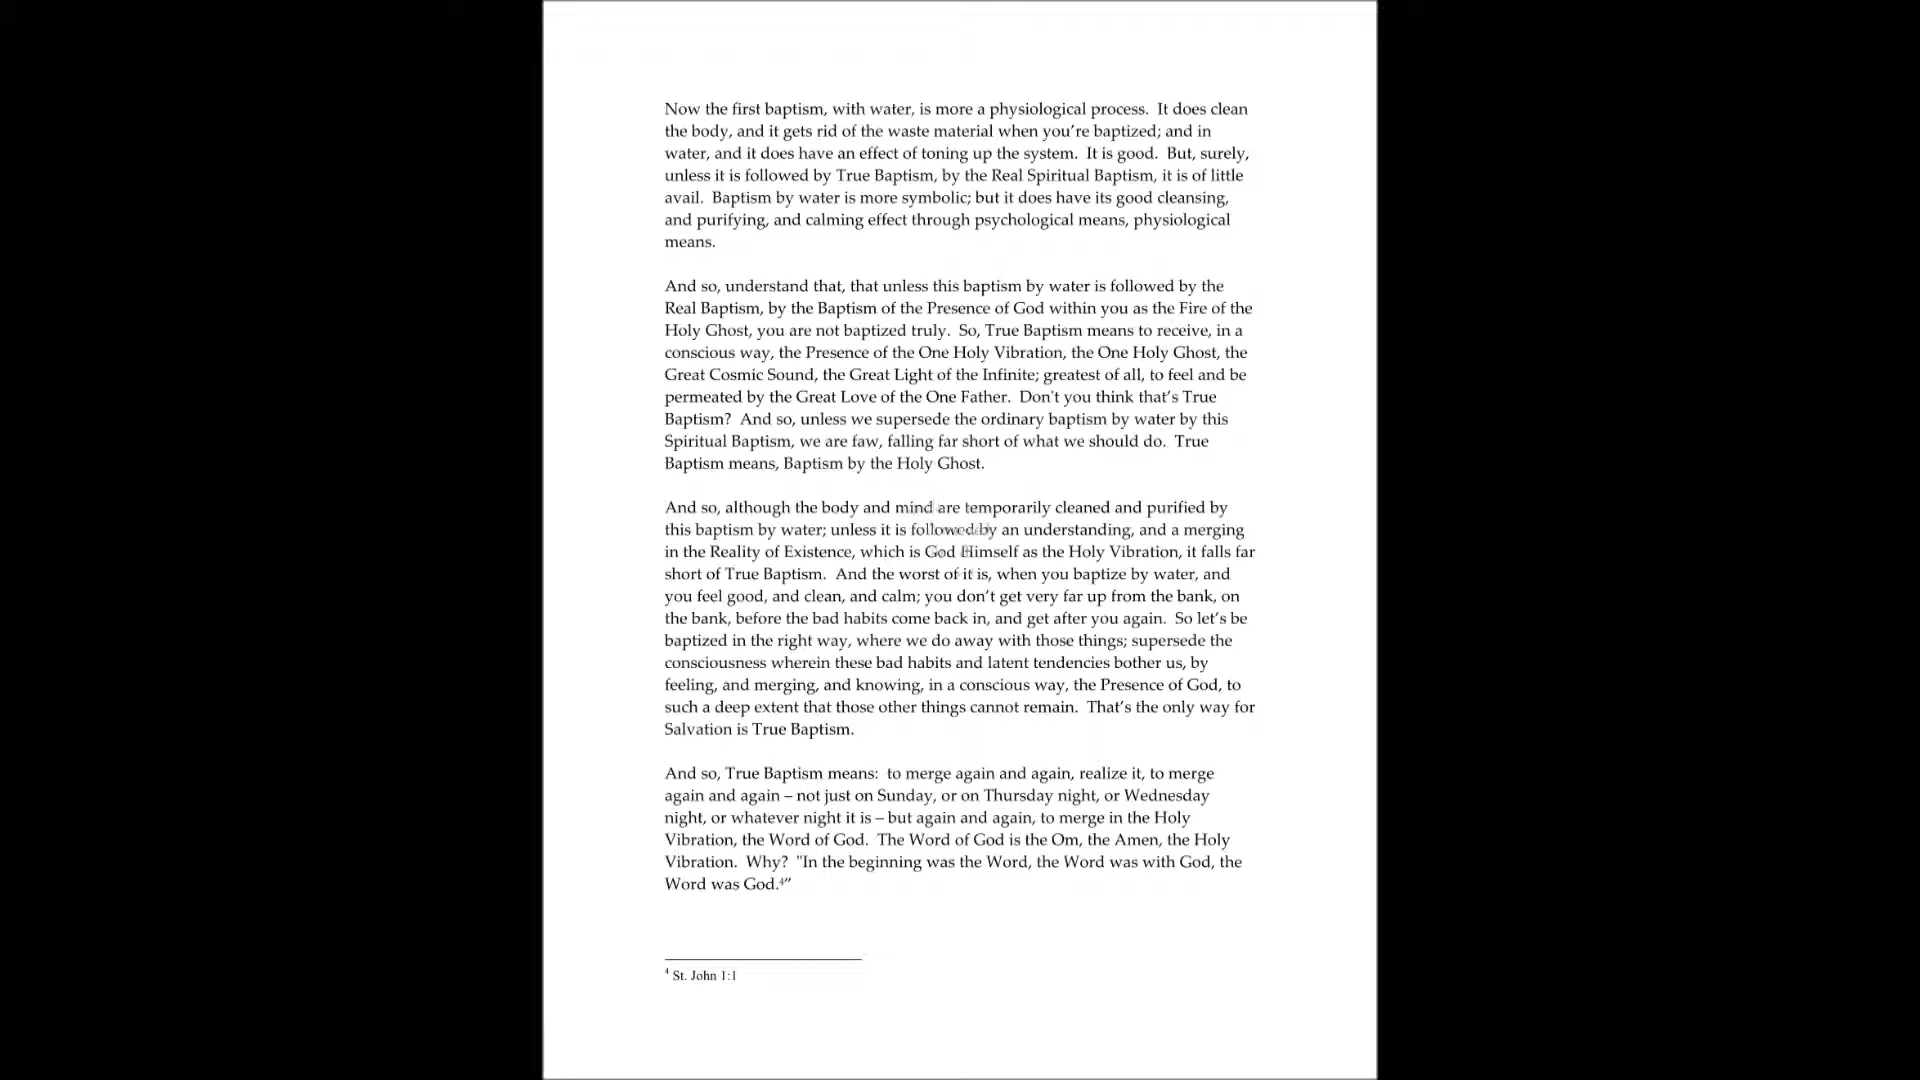 Now the first baptism, with water, is more a physiological process.  It does clean
the body, and it gets rid of the waste material when you’re baptized; and in
water, and it does have an effect of toning up the system.  It is good.  But, surely,
unless it is followed by True Baptism, by the Real Spiritual Baptism, it is of little
avail.  Baptism by water is more symbolic; but it does have its good cleansing,
and purifying, and calming effect through psychological means, physiological
means.
And so, understand that, that unless this baptism by water is followed by the
Real Baptism, by the Baptism of the Presence of God within you as the Fire of the
Holy Ghost, you are not baptized truly.  So, True Baptism means to receive, in a
conscious way, the Presence of the One Holy Vibration, the One Holy Ghost, the
Great Cosmic Sound, the Great Light of the Infinite; greatest of all, to feel and be
permeated by the Great Love of the One Father.  Don't you think that’s True
Baptism?  And so, unless we supersede the ordinary baptism by water by this
Spiritual Baptism, we are faw, falling far short of what we should do.  True
Baptism means, Baptism by the Holy Ghost.
And so, although the body and mind are temporarily cleaned and purified by
this baptism by water; unless it is followed by an understanding, and a merging
in the Reality of Existence, which is God Himself as the Holy Vibration, it falls far
short of True Baptism.  And the worst of it is, when you baptize by water, and
you feel good, and clean, and calm; you don’t get very far up from the bank, on
the bank, before the bad habits come back in, and get after you again.  So let’s be
baptized in the right way, where we do away with those things; supersede the
consciousness wherein these bad habits and latent tendencies bother us, by
feeling, and merging, and knowing, in a conscious way, the Presence of God, to
such a deep extent that those other things cannot remain.  That’s the only way for
Salvation is True Baptism.
And so, True Baptism means:  to merge again and again, realize it, to merge
again and again – not just on Sunday, or on Thursday night, or Wednesday
night, or whatever night it is – but again and again, to merge in the Holy
Vibration, the Word of God.  The Word of God is the Om, the Amen, the Holy
Vibration.  Why?  "In the beginning was the Word, the Word was with God, the
Word was God.⁴”
⁴ St. John 1:1